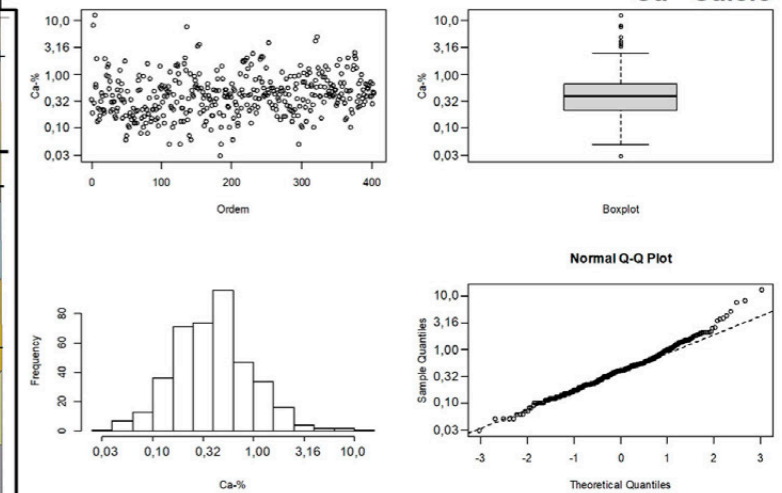 10,0
3,16
1,00
0,32
0,10
0,03
Ca-%
0 100 200 300 400
Ordem
10,0
3,16
1,00
0,32
0,10
0,03
Ca-%
Boxplot
80
60
40
20
0
Frequency
0,03 0,10 0,32 1,00 3,16 10,0
Ca-%
Normal Q-Q Plot
10,0
3,16
1,00
0,32
0,10
0,03
Sample Quantiles
-3 -2 -1 0 1 2 3
Theoretical Quantiles